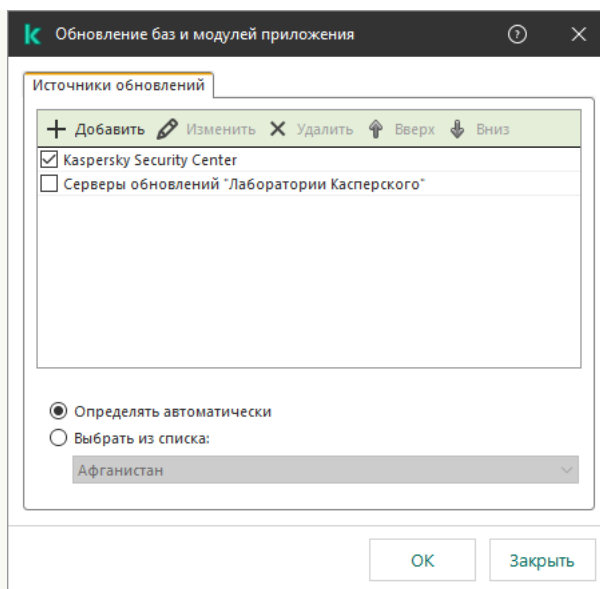 Обновление баз и модулей приложения
Источники обновлений
Добавить Изменить Удалить Вверх Вниз
Kaspersky Security Center
Серверы обновлений "Лаборатории Касперского"
Определять автоматически
Выбрать из списка:
Афганистан
ОК Закрыть